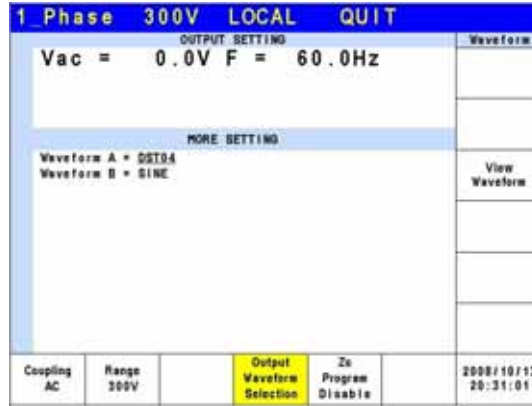 1_Phase 300V LOCAL QUIT
OUTPUT SETTING
Waveform
Vac = 0.0V F = 60.0Hz
MORE SETTING
Waveform A = DST04
Waveform B = SINE
View
Waveform
Coupling
AC
Range
300V
Output
Waveform
Selection
Zo
Program
Disable
20:31:01